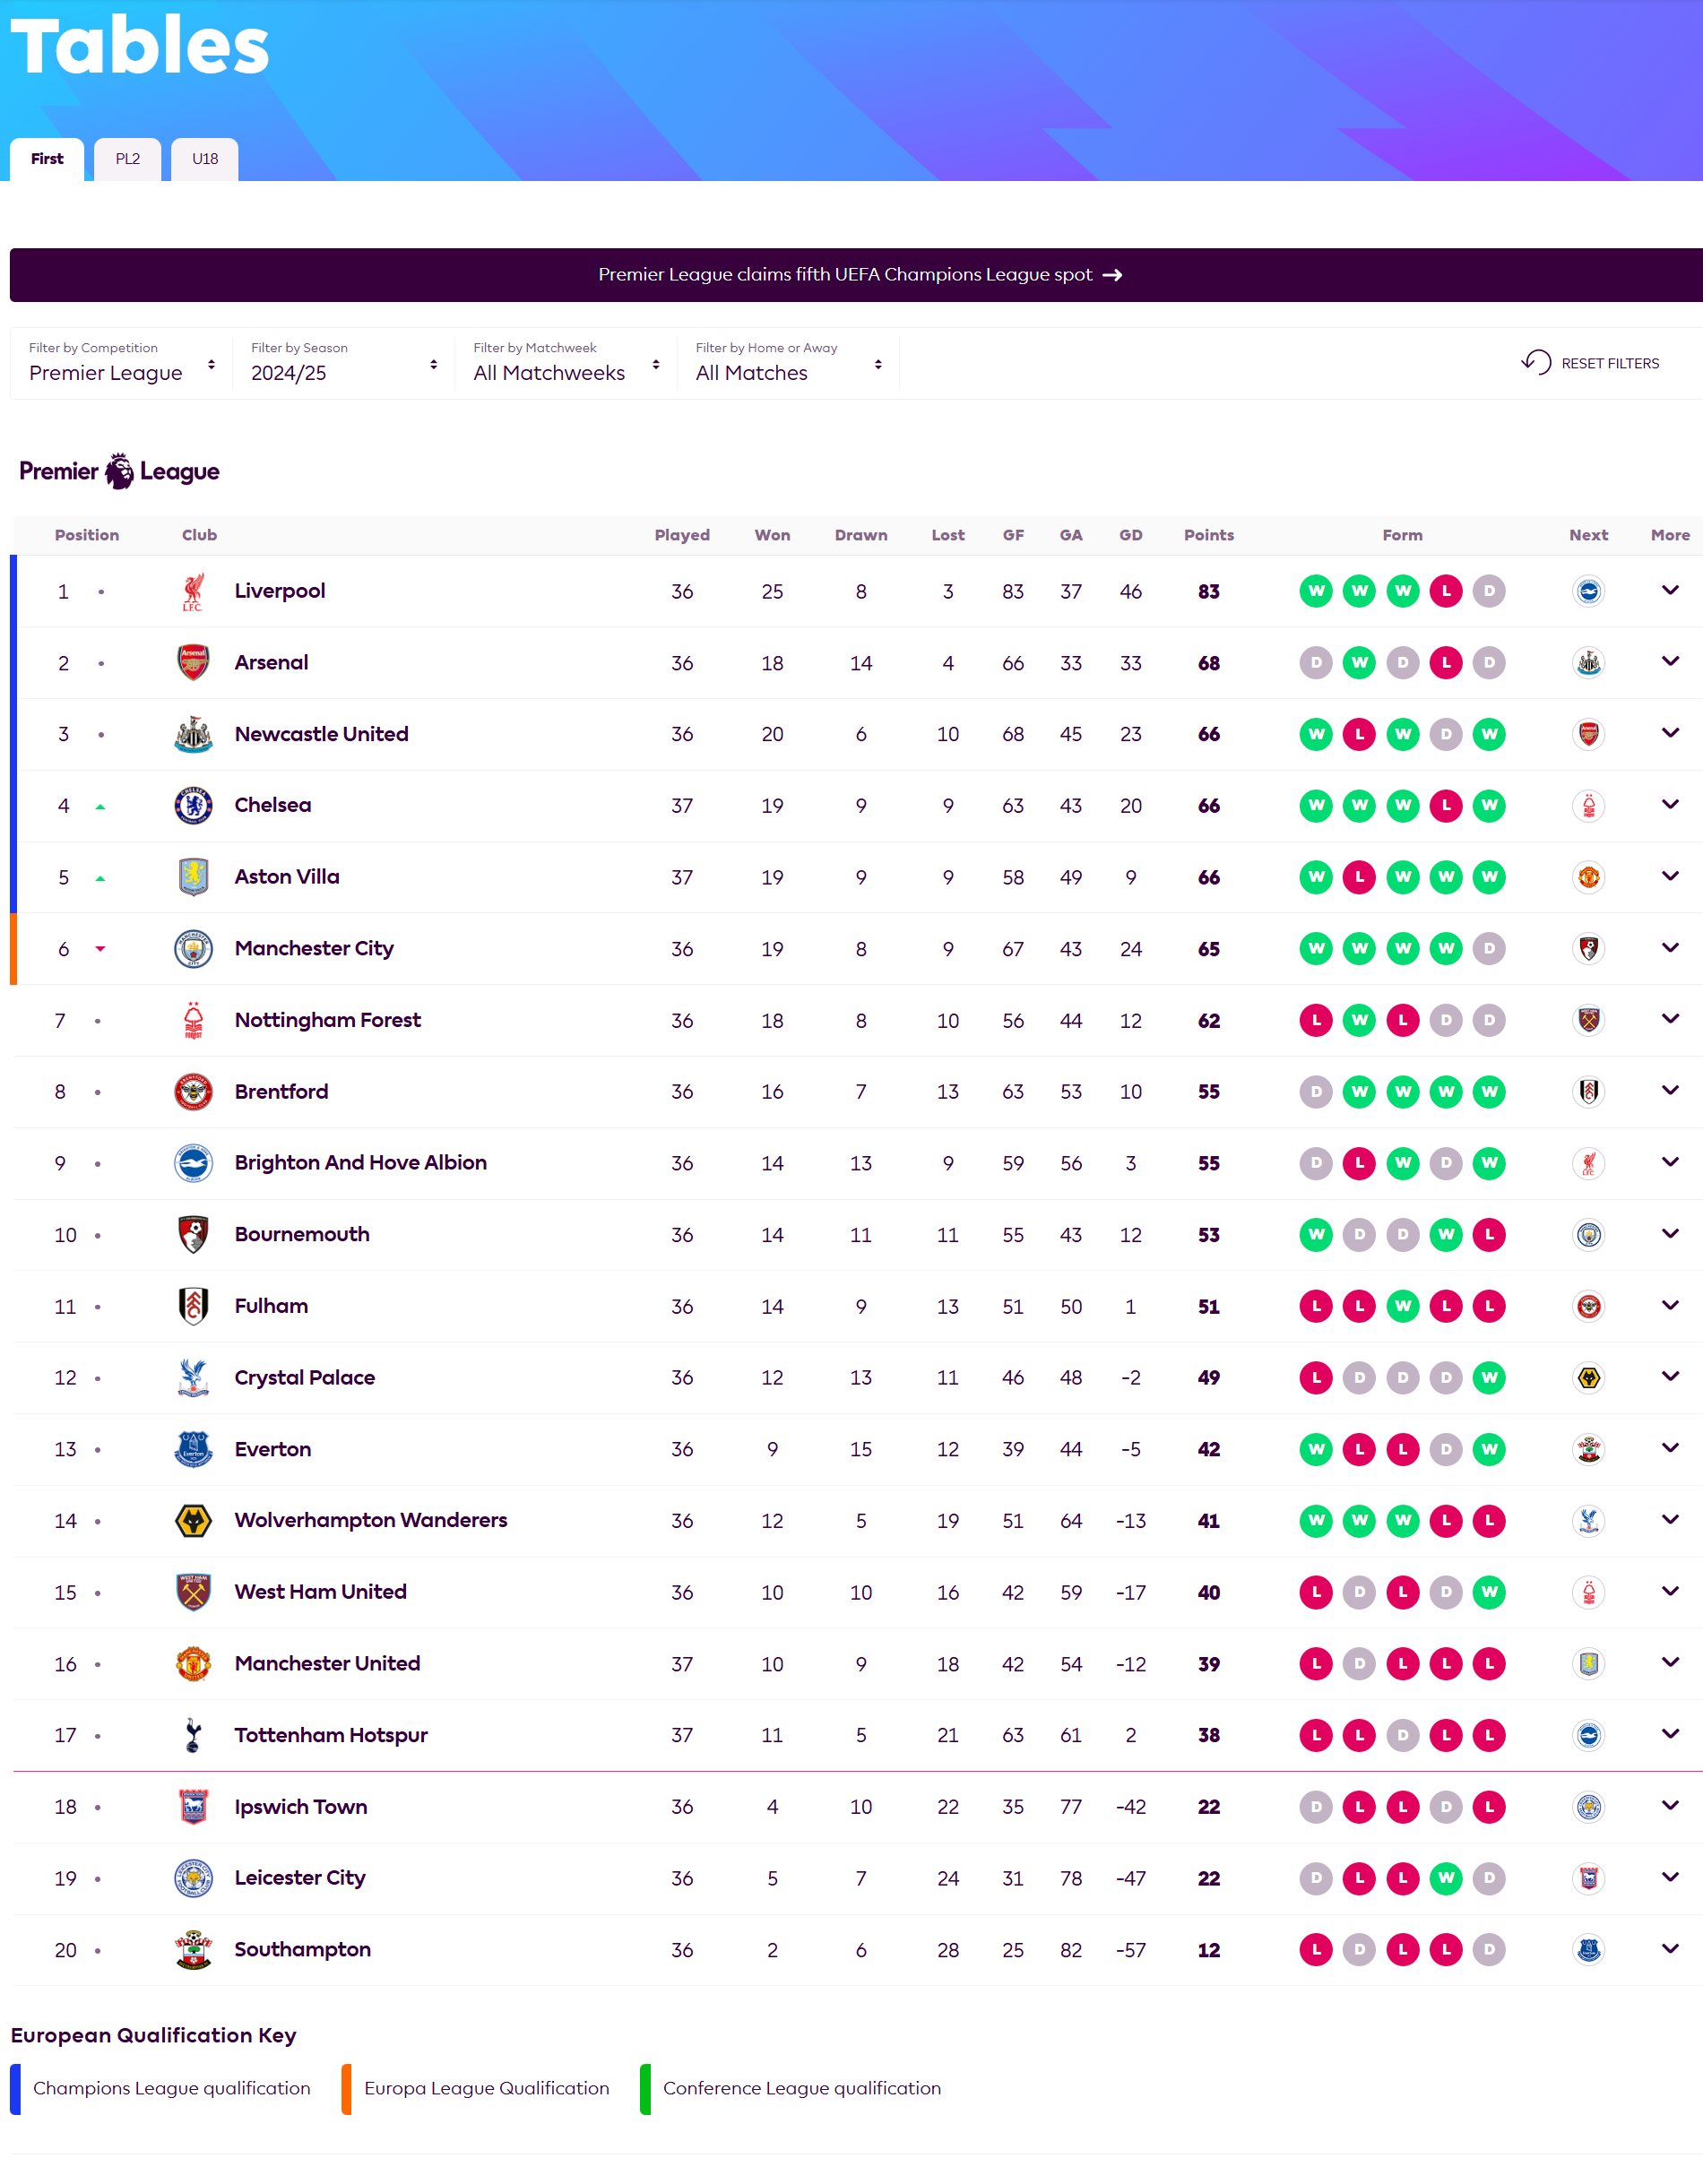 Tables
First PL2 U18
Premier League claims fifth UEFA Champions League spot →
Filter by Competition Filter by Season Filter by Matchweek Filter by Home or Away
Premier League 2024/25 All Matchweeks All Matches RESET FILTERS
Premier League
Position Club Played Won Drawn Lost GF GA GD Points Form Next More
1 Liverpool 36 25 8 3 83 37 46 83 W W W L D
2 Arsenal 36 18 14 4 66 33 33 68 D W D L D
3 Newcastle United 36 20 6 10 68 45 23 66 W L W D W
4 Chelsea 37 19 9 9 63 43 20 66 W W W L W
5 Aston Villa 37 19 9 9 58 49 9 66 W L W W W
6 Manchester City 36 19 8 9 67 43 24 65 W W W W D
7 Nottingham Forest 36 18 8 10 56 44 12 62 L W L D D
8 Brentford 36 16 7 13 63 53 10 55 D W W W W
9 Brighton And Hove Albion 36 14 13 9 59 56 3 55 D L W D W
10 Bournemouth 36 14 11 11 55 43 12 53 W D D W L
11 Fulham 36 14 9 13 51 50 1 51 L L W L L
12 Crystal Palace 36 12 13 11 46 48 -2 49 L D D D W
13 Everton 36 9 15 12 39 44 -5 42 W L L D W
14 Wolverhampton Wanderers 36 12 5 19 51 64 -13 41 W W W L L
15 West Ham United 36 10 10 16 42 59 -17 40 L D L D W
16 Manchester United 37 10 9 18 42 54 -12 39 L D L L L
17 Tottenham Hotspur 37 11 5 21 63 61 2 38 L L D L L
18 Ipswich Town 36 4 10 22 35 77 -42 22 D L L D L
19 Leicester City 36 5 7 24 31 78 -47 22 D L L W D
20 Southampton 36 2 6 28 25 82 -57 12 L D L L D
European Qualification Key
Champions League qualification Europa League Qualification Conference League qualification